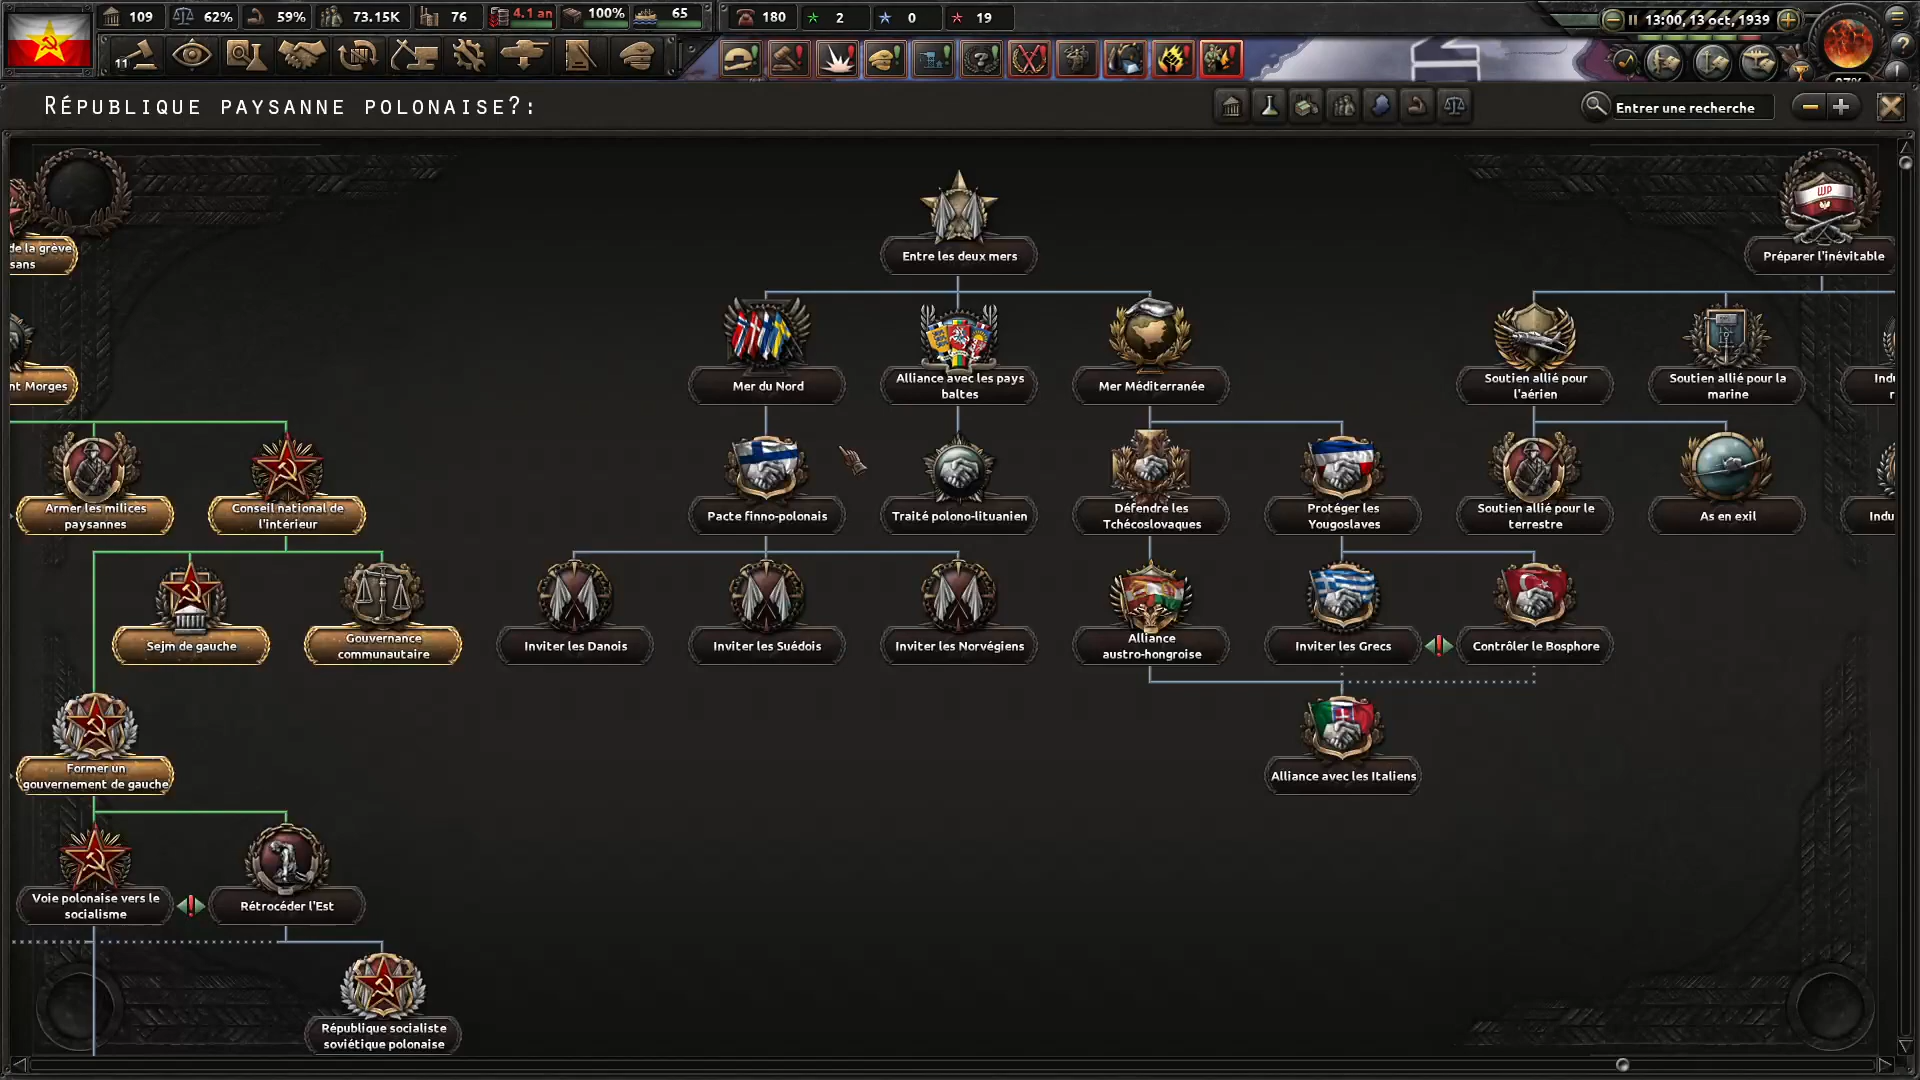 109
62%
59%
73.15K
76
4.1 an
100%
65
180
2
0
19
13:00, 13 oct, 1939
11
97%
République paysanne polonaise?:
Entrer une recherche
Entre les deux mers
Préparer l'inévitable
de la grève
sans
Mer du Nord
Alliance avec les pays
baltes
Mer Méditerranée
Soutien allié pour
l'aérien
Soutien allié pour la
marine
Indu
nt Morges
Armer les milices
paysannes
Conseil national de
l'intérieur
Pacte finno-polonais
Traité polono-lituanien
Défendre les
Tchécoslovaques
Protéger les
Yougoslaves
Soutien allié pour le
terrestre
As en exil
Indu
Sejm de gauche
Gouvernance
communautaire
Inviter les Danois
Inviter les Suédois
Inviter les Norvégiens
Alliance
austro-hongroise
Inviter les Grecs
Contrôler le Bosphore
Former un
gouvernement de gauche
Alliance avec les Italiens
Voie polonaise vers le
socialisme
Rétrocéder l'Est
République socialiste
soviétique polonaise